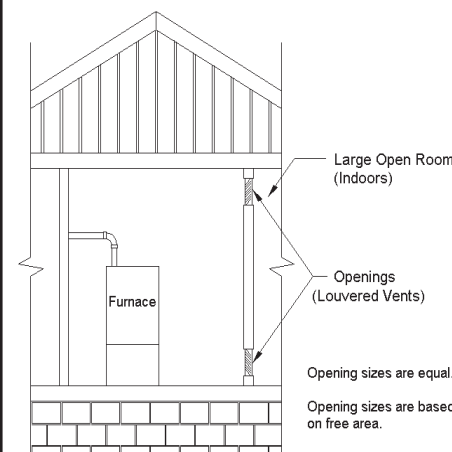 Large Open Room
(Indoors)
Furnace
Openings
(Louvered Vents)
Opening sizes are equal.
Opening sizes are based
on free area.